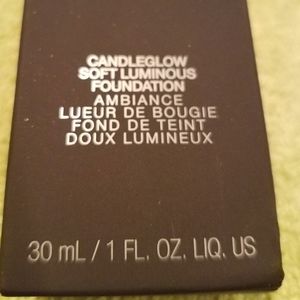 CANDLEGLOW
SOFT LUMINOUS
FOUNDATION
AMBIANCE
LUEUR DE BOUGIE
FOND DE TEINT
DOUX LUMINEUX
30 mL / 1 FL. OZ. LIQ. US